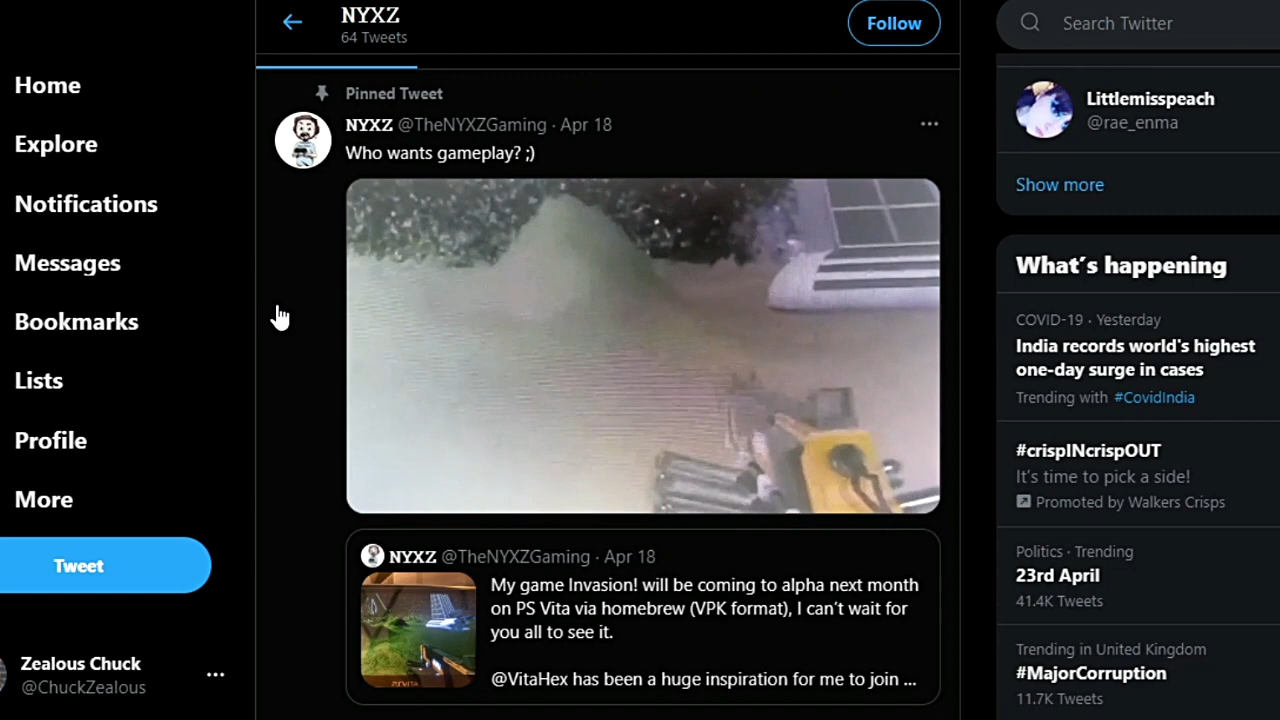 NYXZ
64 Tweets
Follow
Search Twitter
Home
Explore
Notifications
Messages
Bookmarks
Lists
Profile
More
Tweet
Zealous Chuck
@ChuckZealous
Pinned Tweet
NYXZ @TheNYXZGaming · Apr 18
Who wants gameplay? ;)
NYXZ @TheNYXZGaming · Apr 18
My game Invasion! will be coming to alpha next month
on PS Vita via homebrew (VPK format), I can't wait for
you all to see it.
@VitaHex has been a huge inspiration for me to join ...
Littlemisspeach
@rae_enma
Show more
What's happening
COVID-19 · Yesterday
India records world's highest
one-day surge in cases
Trending with #CovidIndia
#crispINcrispOUT
It's time to pick a side!
Promoted by Walkers Crisps
Politics · Trending
23rd April
41.4K Tweets
Trending in United Kingdom
#MajorCorruption
11.7K Tweets